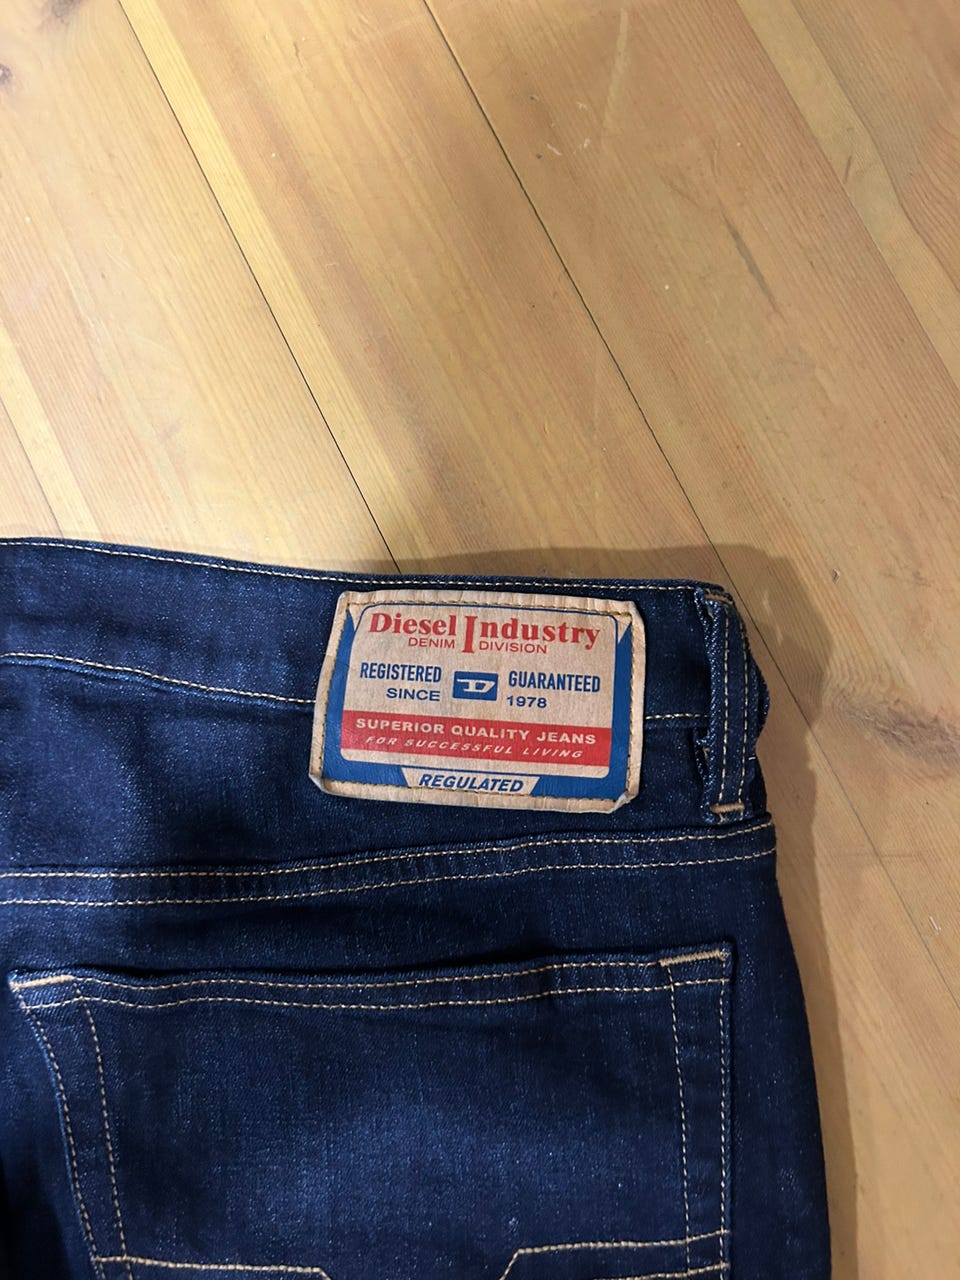 Diesel Industry
DENIM DIVISION
REGISTERED D GUARANTEED
SINCE 1978
SUPERIOR QUALITY JEANS
FOR SUCCESSFUL LIVING
REGULATED